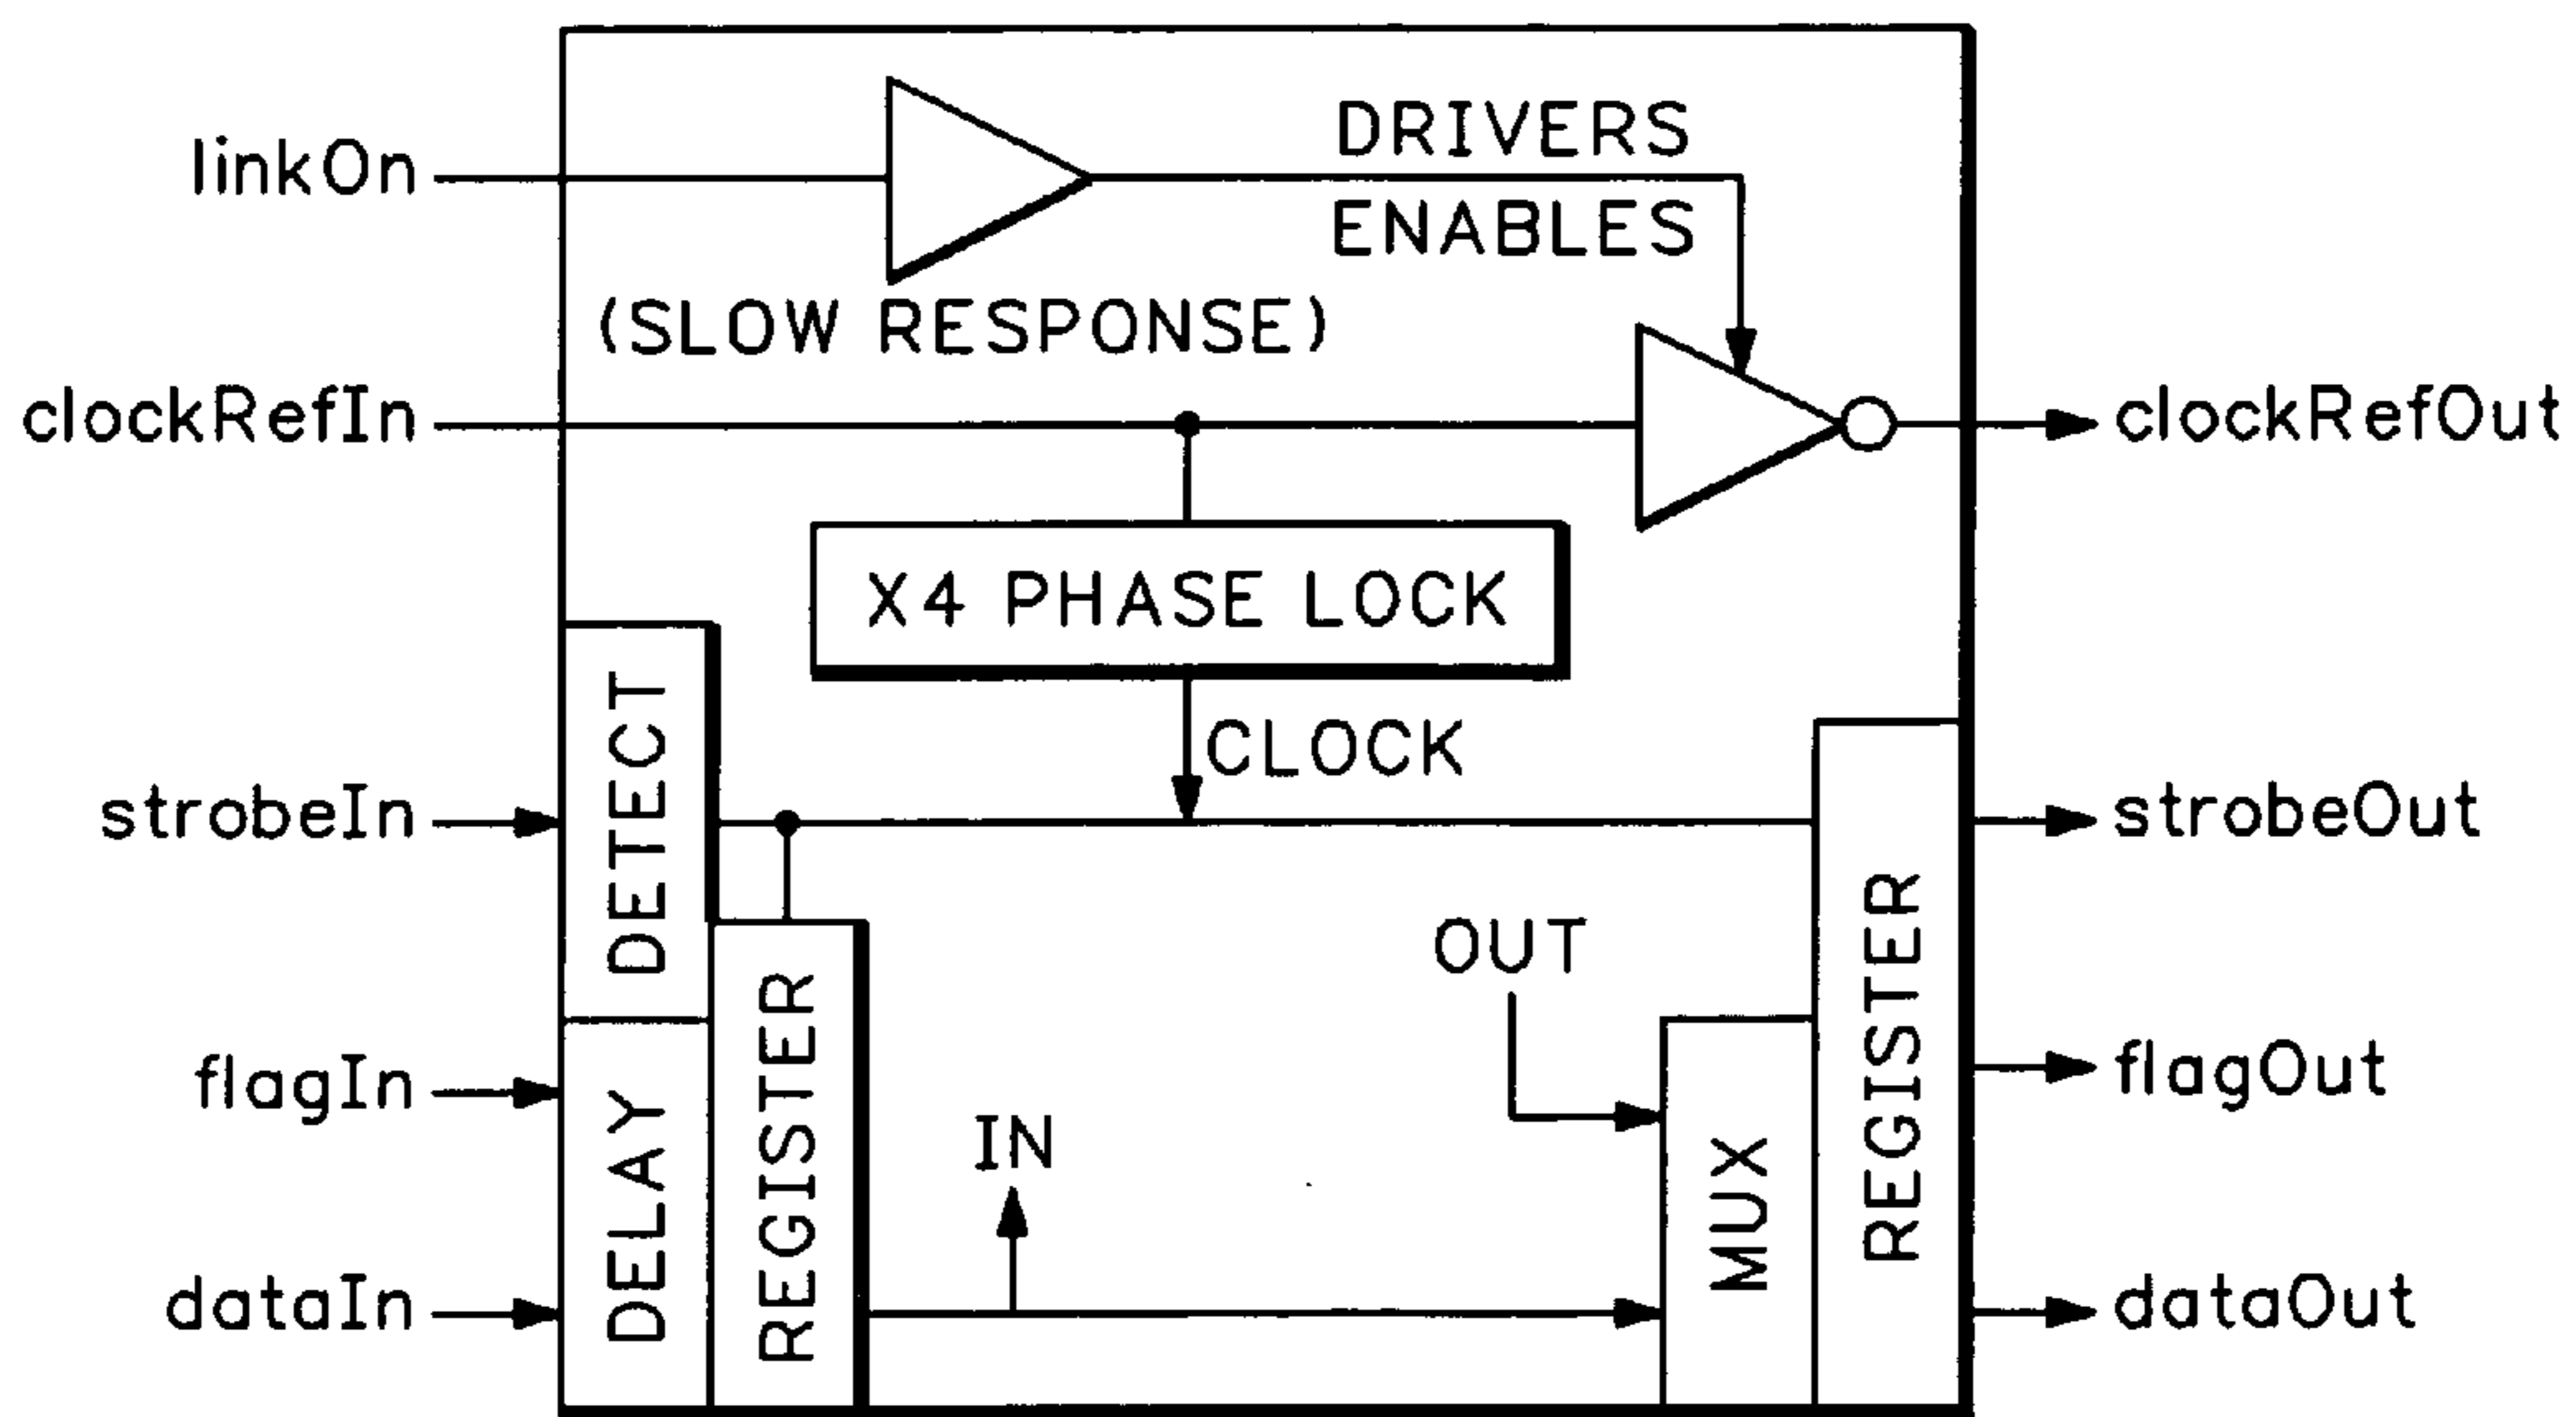 linkOn
DRIVERS
ENABLES
(SLOW RESPONSE)
clockRefIn
clockRefOut
X4 PHASE LOCK
CLOCK
DETECT
strobeIn
strobeOut
OUT
REGISTER
REGISTER
flagIn
flagOut
DELAY
IN
MUX
dataIn
dataOut